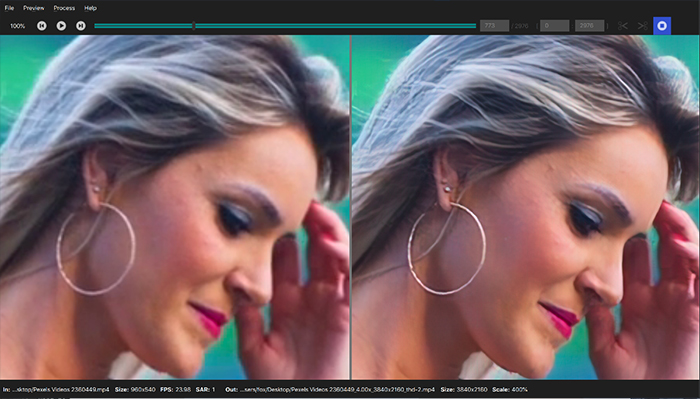 File Preview Process Help
100% 773 / 2976 [ 0 2976 ]
In: ...sktop/Pexels Videos 2360449.mp4 Size: 960x540 FPS: 23.98 SAR: 1 Out: ...sers/fox/Desktop/Pexels Videos 2360449_4.00x_3840x2160_thd-2.mp4 Size: 3840x2160 Scale: 400%